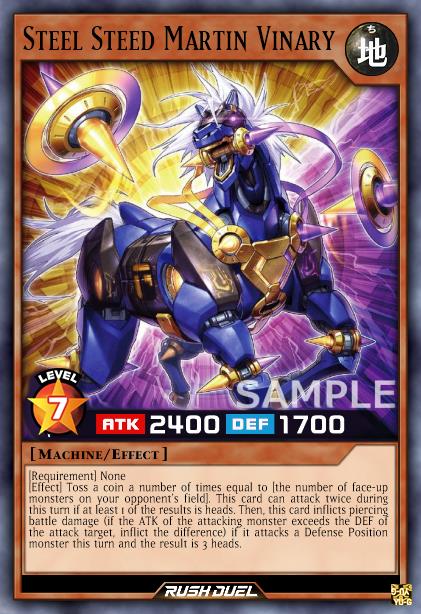 STEEL STEED MARTIN VINARY
ち
地
SAMPLE
LEVEL
7
ATK 2400 DEF 1700
[MACHINE/EFFECT]
[Requirement] None
[Effect] Toss a coin a number of times equal to [the number of face-up
monsters on your opponent's field]. This card can attack twice during
this turn if at least 1 of the results is heads. Then, this card inflicts piercing
battle damage (if the ATK of the attacking monster exceeds the DEF of
the attack target, inflict the difference) if it attacks a Defense Position
monster this turn and the result is 3 heads.
RUSH DUEL